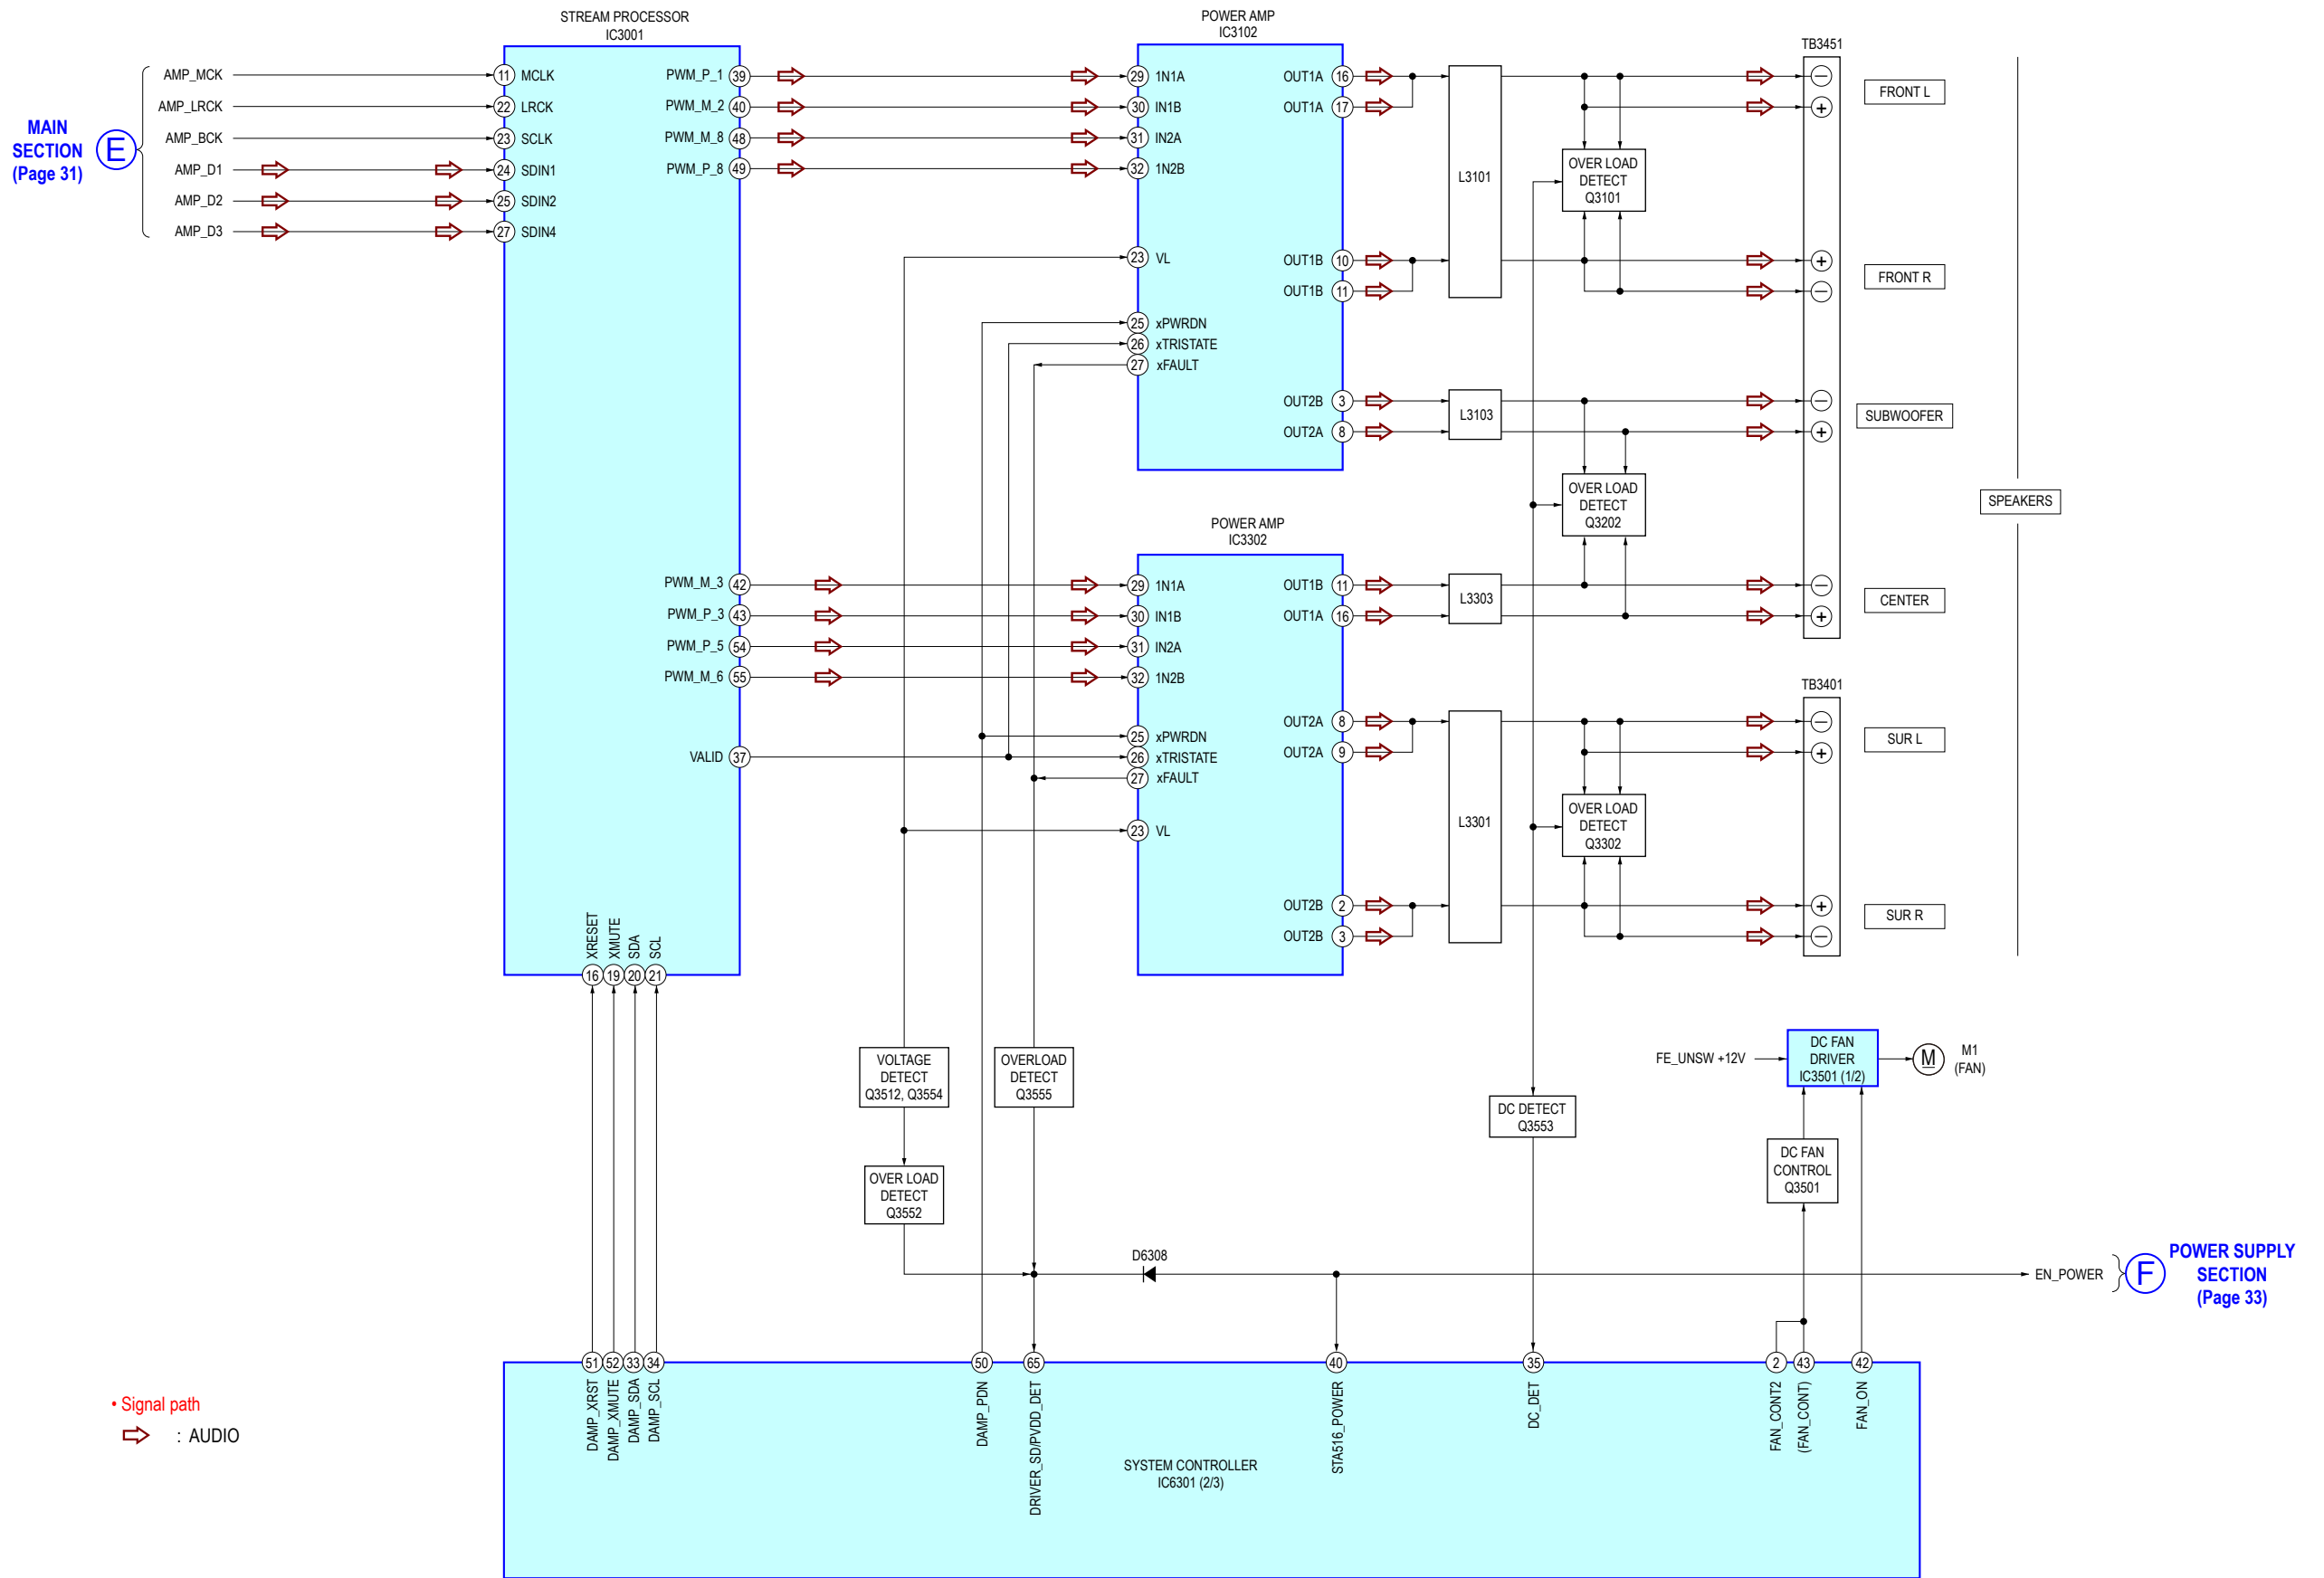 STREAM PROCESSOR
IC3001
POWER AMP
IC3102
TB3451
MAIN
SECTION
(Page 31)
E
AMP_MCK
AMP_LRCK
AMP_BCK
AMP_D1
AMP_D2
AMP_D3
11 MCLK
22 LRCK
23 SCLK
24 SDIN1
25 SDIN2
27 SDIN4
PWM_P_1 39
PWM_M_2 40
PWM_M_8 48
PWM_P_8 49
29 1N1A
30 IN1B
31 IN2A
32 1N2B
23 VL
25 xPWRDN
26 xTRISTATE
27 xFAULT
OUT1A 16
OUT1A 17
OUT1B 10
OUT1B 11
OUT2B 3
OUT2A 8
L3101
L3103
OVER LOAD
DETECT
Q3101
OVER LOAD
DETECT
Q3202
−
+
FRONT L
+
−
FRONT R
−
+
SUBWOOFER
SPEAKERS
POWER AMP
IC3302
PWM_M_3 42
PWM_P_3 43
PWM_P_5 54
PWM_M_6 55
VALID 37
29 1N1A
30 IN1B
31 IN2A
32 1N2B
25 xPWRDN
26 xTRISTATE
27 xFAULT
23 VL
OUT1B 11
OUT1A 16
OUT2A 8
OUT2A 9
OUT2B 2
OUT2B 3
L3303
L3301
−
+
CENTER
TB3401
−
+
SUR L
OVER LOAD
DETECT
Q3302
+
−
SUR R
XRESET
XMUTE
SDA
SCL
16 19 20 21
VOLTAGE
DETECT
Q3512, Q3554
OVERLOAD
DETECT
Q3555
OVER LOAD
DETECT
Q3552
DC DETECT
Q3553
FE_UNSW +12V
DC FAN
DRIVER
IC3501 (1/2)
M
M1
(FAN)
DC FAN
CONTROL
Q3501
D6308
EN_POWER
F
POWER SUPPLY
SECTION
(Page 33)
51 52 33 34 50 65 40 35 2 43 42
DAMP_XRST
DAMP_XMUTE
DAMP_SDA
DAMP_SCL
DAMP_PDN
DRIVER_SD/PVDD_DET
STA516_POWER
DC_DET
FAN_CONT2
(FAN_CONT)
FAN_ON
SYSTEM CONTROLLER
IC6301 (2/3)
• Signal path
: AUDIO